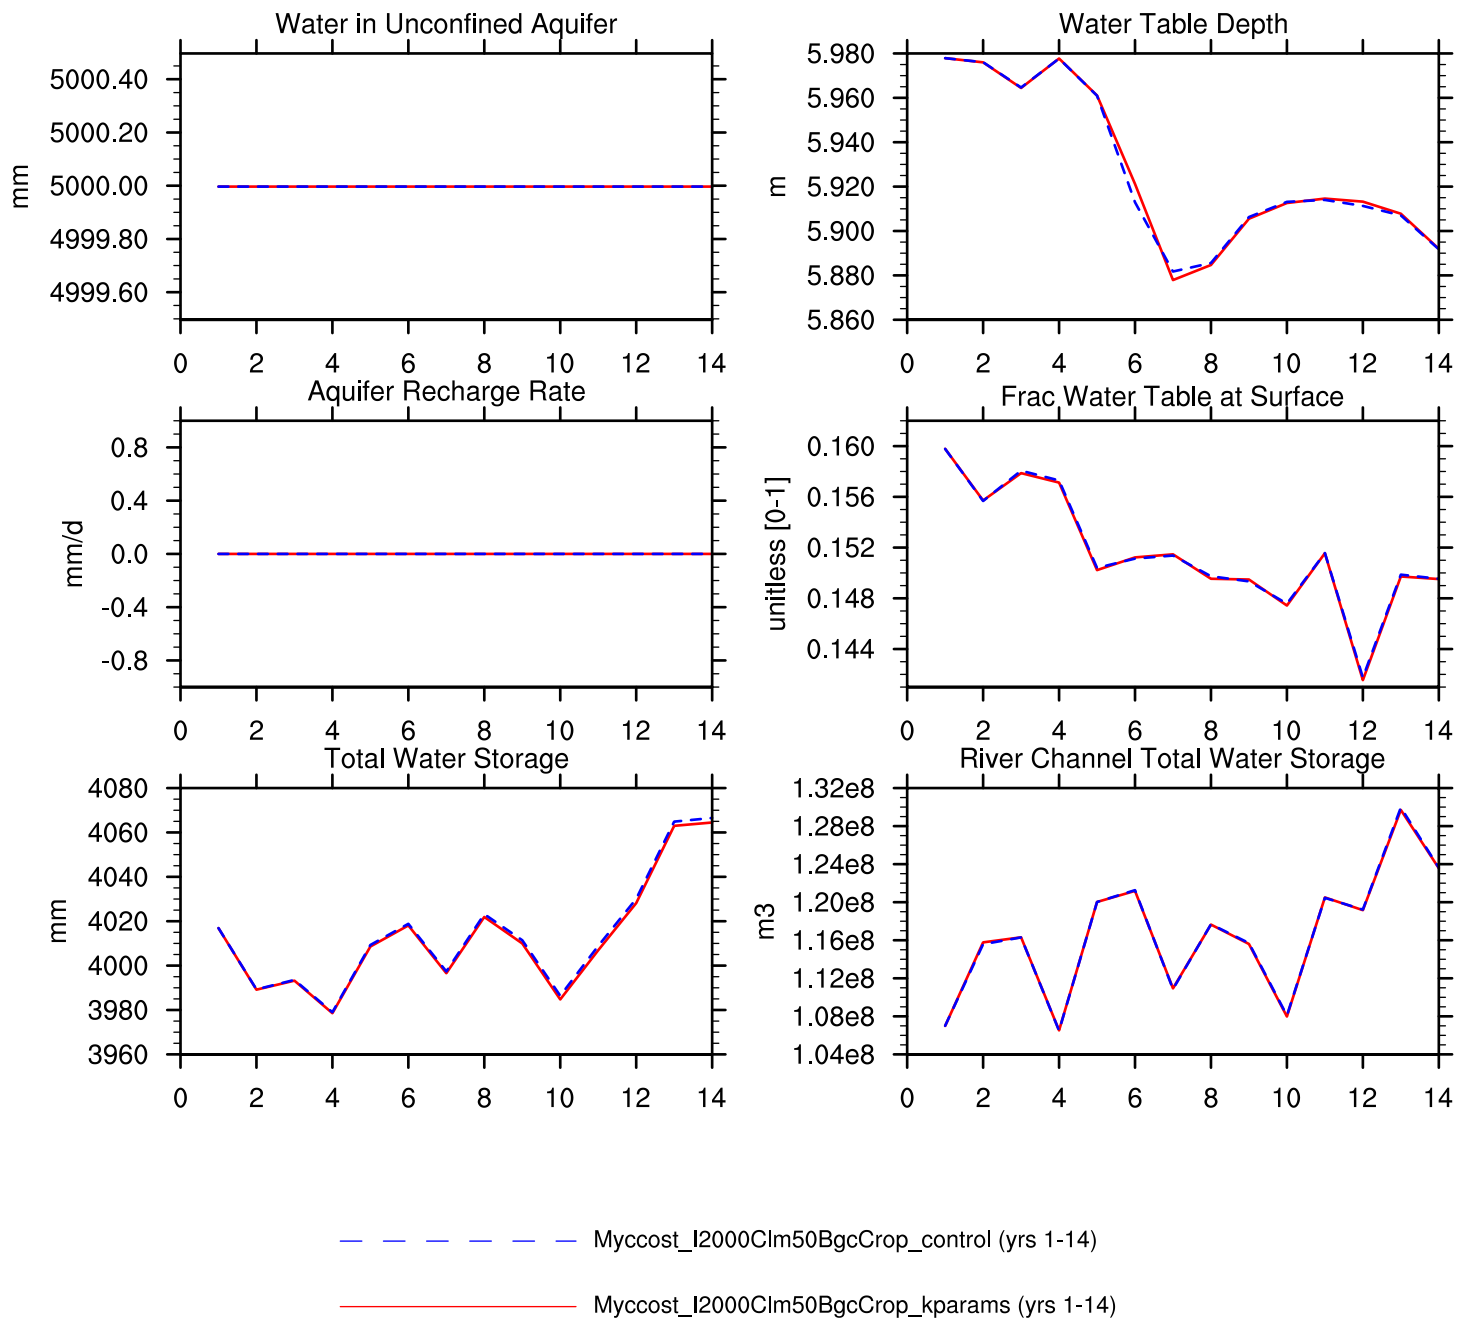 Water in Unconfined Aquifer
mm
5000.40
5000.20
5000.00
4999.80
4999.60
0 2 4 6 8 10 12 14
Water Table Depth
m
5.980
5.960
5.940
5.920
5.900
5.880
5.860
0 2 4 6 8 10 12 14
Aquifer Recharge Rate
mm/d
0.8
0.4
0.0
-0.4
-0.8
0 2 4 6 8 10 12 14
Frac Water Table at Surface
unitless [0-1]
0.160
0.156
0.152
0.148
0.144
0 2 4 6 8 10 12 14
Total Water Storage
mm
4080
4060
4040
4020
4000
3980
3960
0 2 4 6 8 10 12 14
River Channel Total Water Storage
m3
1.32e8
1.28e8
1.24e8
1.20e8
1.16e8
1.12e8
1.08e8
1.04e8
0 2 4 6 8 10 12 14
Myccost_I2000Clm50BgcCrop_control (yrs 1-14)
Myccost_I2000Clm50BgcCrop_kparams (yrs 1-14)